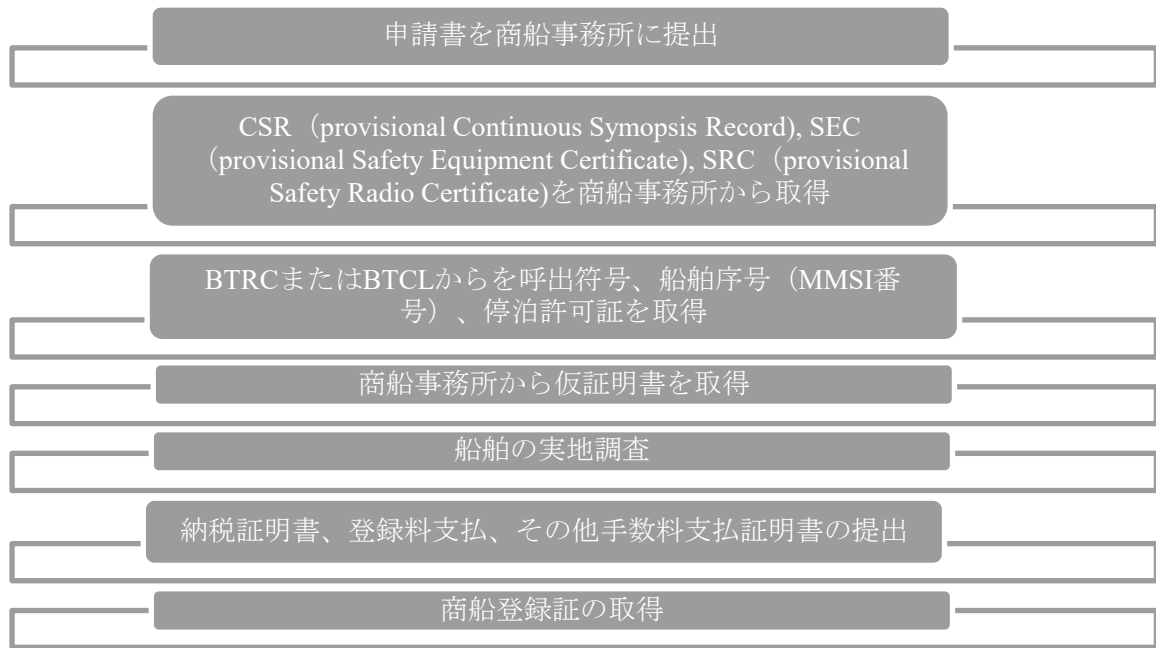 申請書を商船事務所に提出
CSR（provisional Continuous Symopsis Record), SEC
（provisional Safety Equipment Certificate), SRC（provisional
Safety Radio Certificate)を商船事務所から取得
BTRCまたはBTCLからを呼出符号、船舶序号（MMSI番
号）、停泊許可証を取得
商船事務所から仮証明書を取得
船舶の実地調査
納税証明書、登録料支払、その他手数料支払証明書の提出
商船登録証の取得